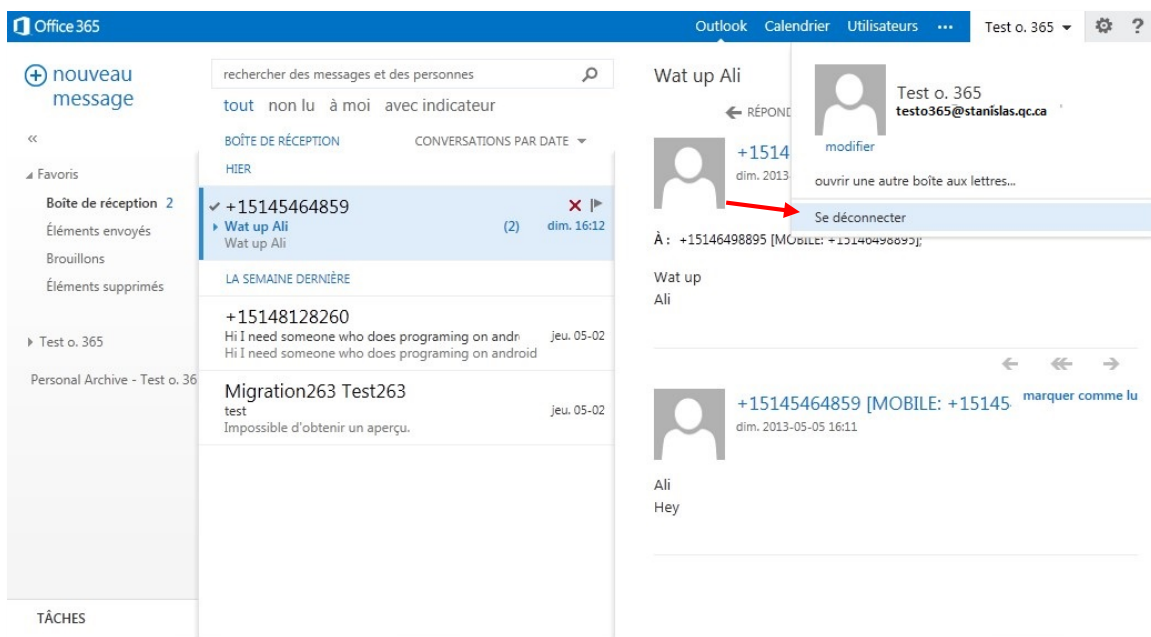 Office 365
Outlook Calendrier Utilisateurs ··· Test o. 365 ?
nouveau
message
«
Favoris
Boîte de réception 2
Éléments envoyés
Brouillons
Éléments supprimés
Test o. 365
Personal Archive - Test o. 36
TÂCHES
rechercher des messages et des personnes
tout non lu à moi avec indicateur
BOÎTE DE RÉCEPTION CONVERSATIONS PAR DATE
HIER
+15145464859
Wat up Ali (2) dim. 16:12
Wat up Ali
LA SEMAINE DERNIÈRE
+15148128260
Hi I need someone who does programing on andr jeu. 05-02
Hi I need someone who does programing on android
Migration263 Test263
test jeu. 05-02
Impossible d'obtenir un aperçu.
Wat up Ali
RÉPOND
+1514
dim. 2013-
À : +15146498895 [MOBILE: +15146498895];
Wat up
Ali
marquer comme lu
+15145464859 [MOBILE: +15145
dim. 2013-05-05 16:11
Ali
Hey
Test o. 365
testo365@stanislas.qc.ca
modifier
ouvrir une autre boîte aux lettres...
Se déconnecter